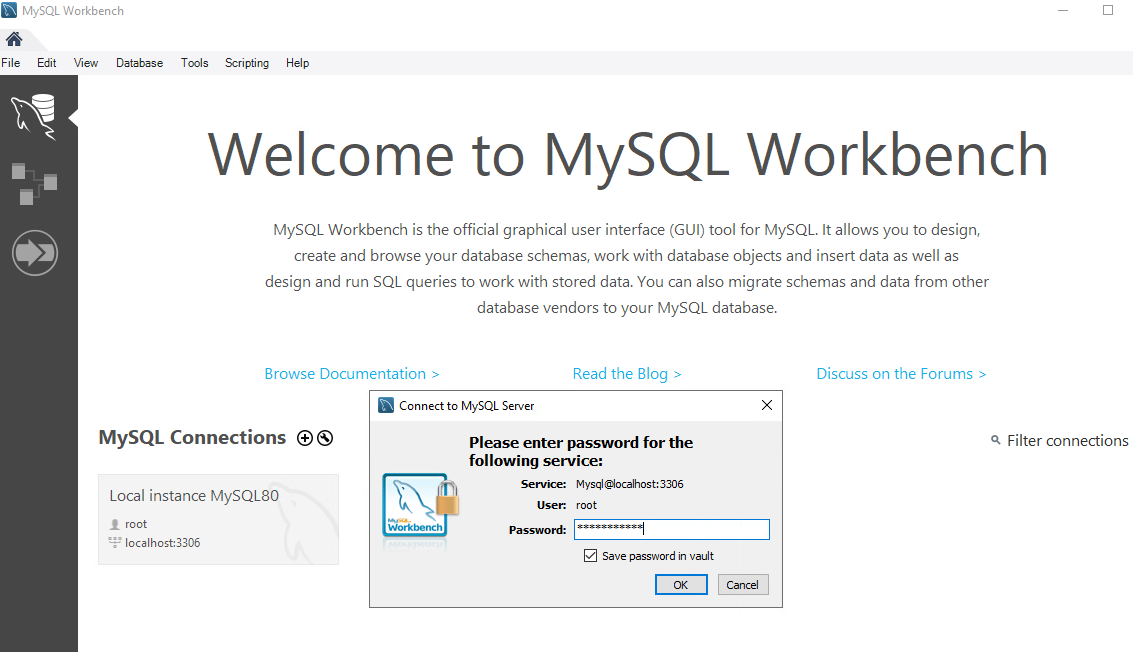 MySQL Workbench
File Edit View Database Tools Scripting Help
Welcome to MySQL Workbench
MySQL Workbench is the official graphical user interface (GUI) tool for MySQL. It allows you to design,
create and browse your database schemas, work with database objects and insert data as well as
design and run SQL queries to work with stored data. You can also migrate schemas and data from other
database vendors to your MySQL database.
Browse Documentation > Read the Blog > Discuss on the Forums >
MySQL Connections
Filter connections
Local instance MySQL80
root
localhost:3306
Connect to MySQL Server
Please enter password for the
following service:
Service: Mysql@localhost:3306
User: root
Password: ***********
Save password in vault
OK Cancel
MySQL
Workbench